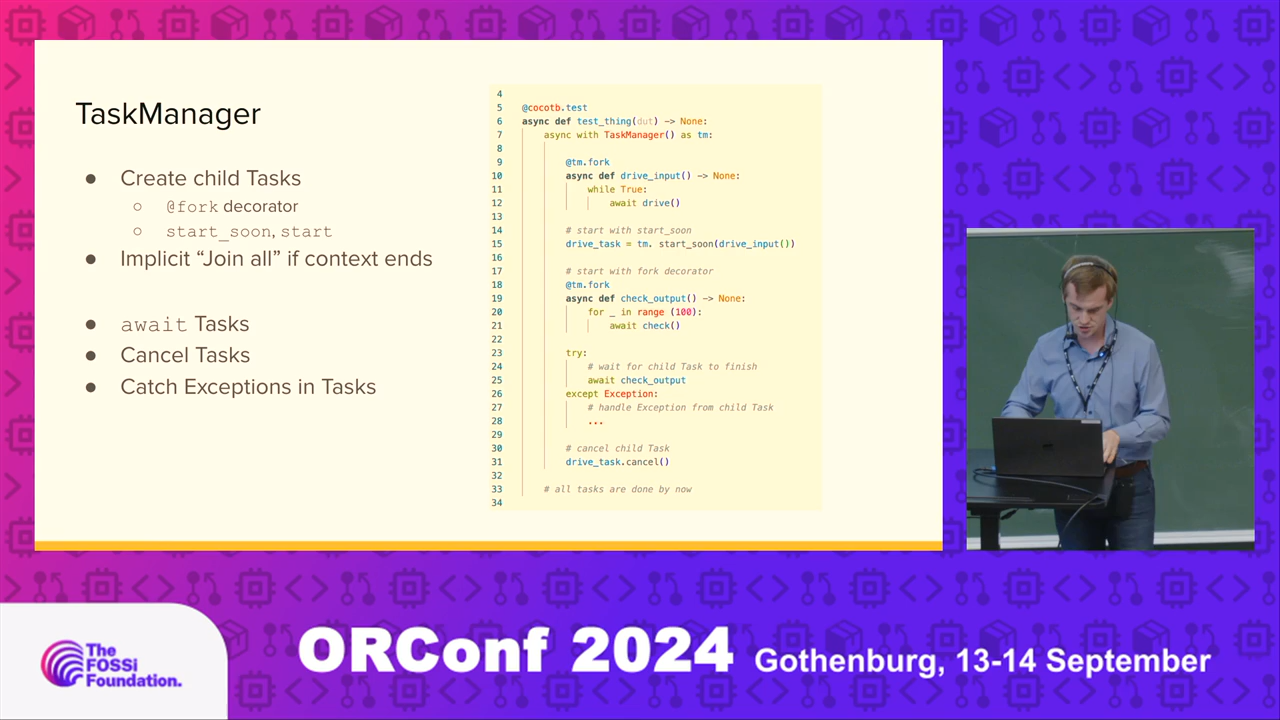 TaskManager
● Create child Tasks
○ @fork decorator
○ start_soon, start
● Implicit “Join all” if context ends
● await Tasks
● Cancel Tasks
● Catch Exceptions in Tasks
4
5 @cocotb.test
6 async def test_thing(dut) -> None:
7 async with TaskManager() as tm:
8
9 @tm.fork
10 async def drive_input() -> None:
11 while True:
12 await drive()
13
14 # start with start_soon
15 drive_task = tm. start_soon(drive_input())
16
17 # start with fork decorator
18 @tm.fork
19 async def check_output() -> None:
20 for _ in range (100):
21 await check()
22
23 try:
24 # wait for child Task to finish
25 await check_output
26 except Exception:
27 # handle Exception from child Task
28 ...
29
30 # cancel child Task
31 drive_task.cancel()
32
33 # all tasks are done by now
34
The
FOSSi
Foundation.
ORConf 2024 Gothenburg, 13-14 September